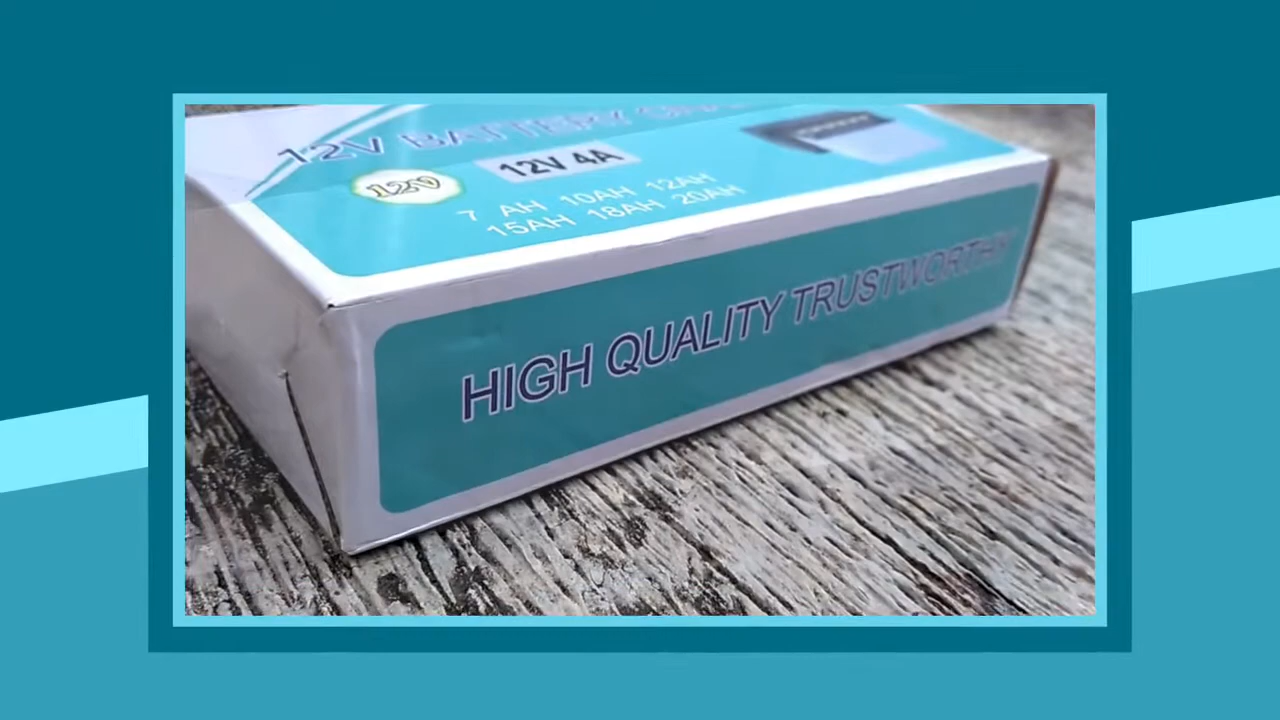 12V BATTERY
12V
12V 4A
7 AH 10AH 12AH
15AH 18AH 20AH
HIGH QUALITY TRUSTWORTHY